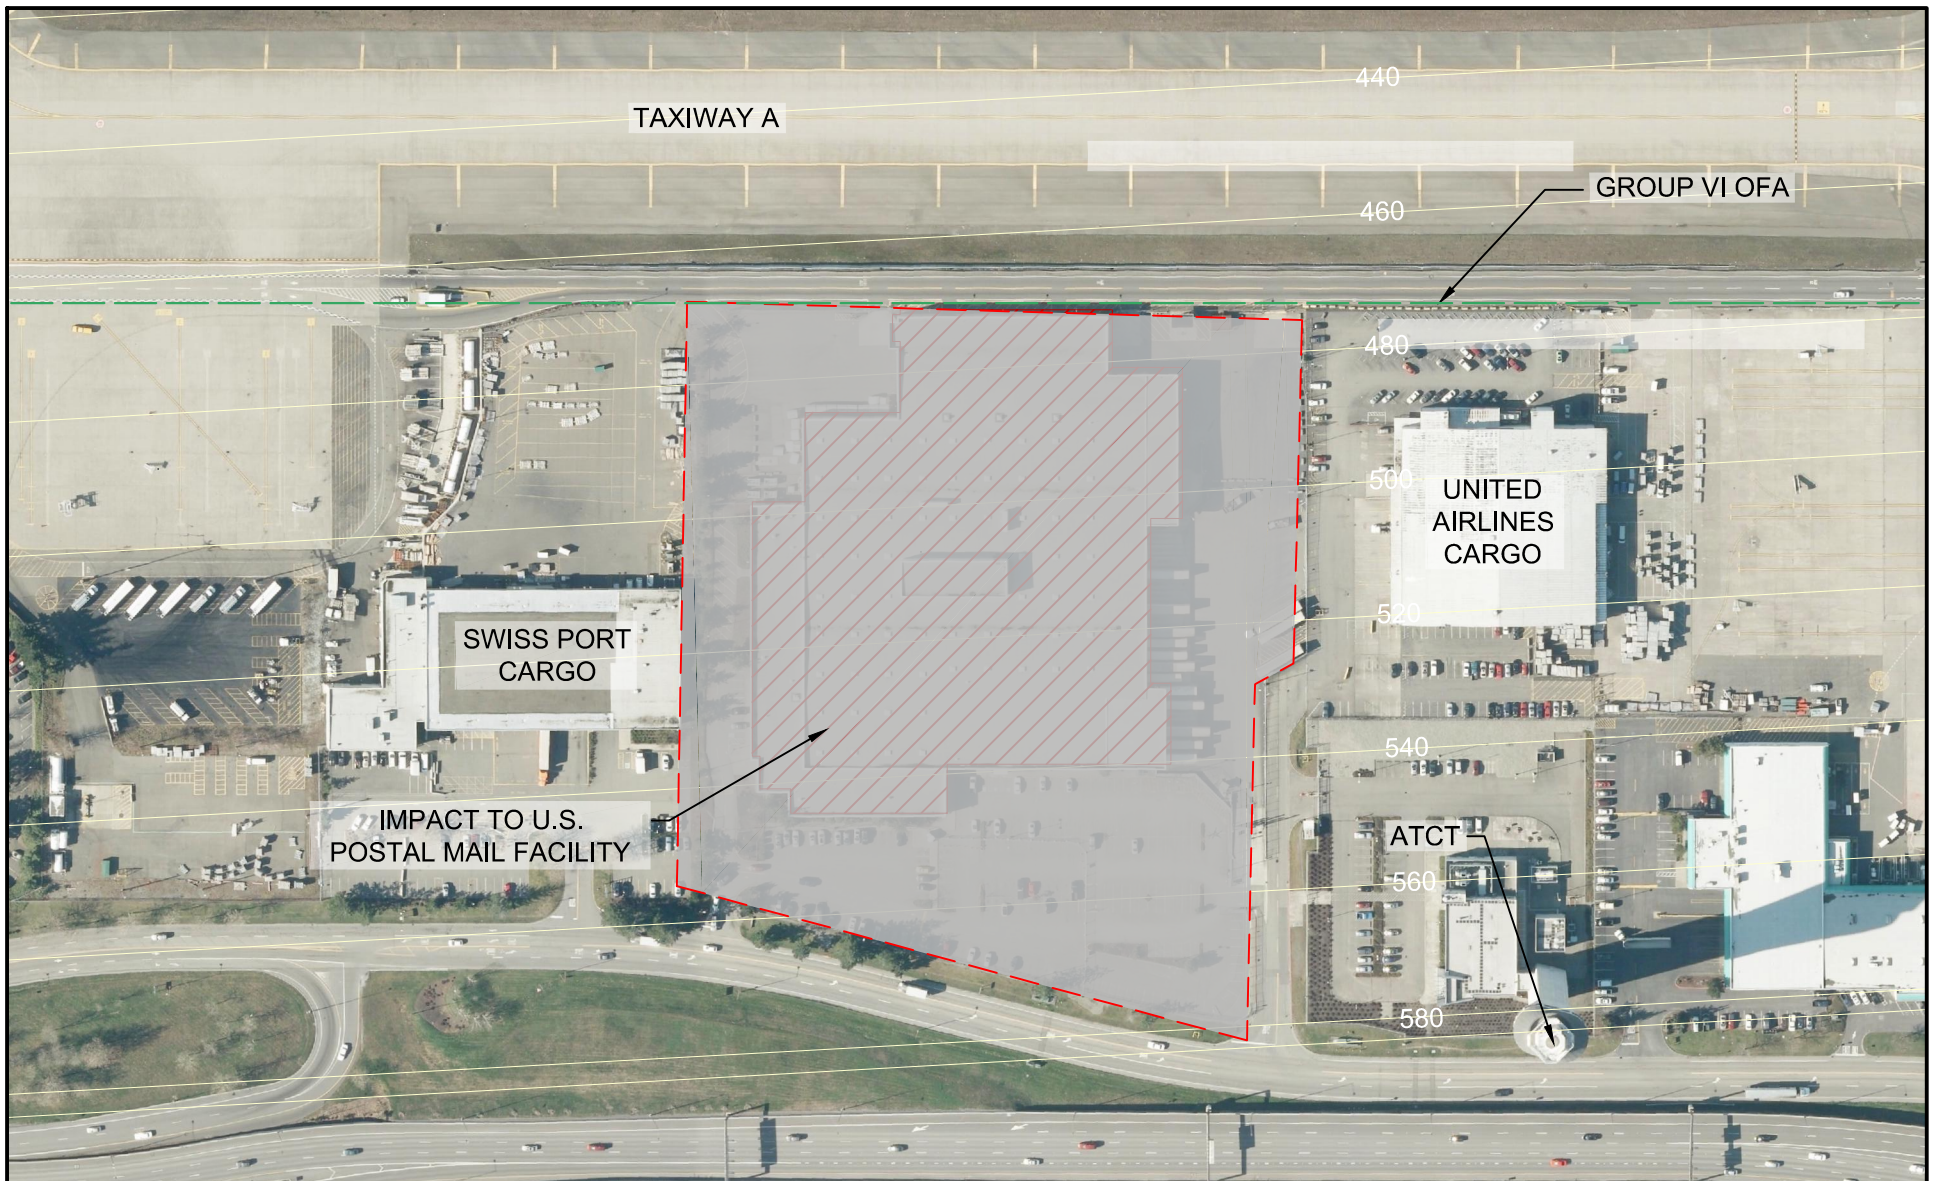 440
TAXIWAY A
GROUP VI OFA
460
480
500
UNITED
AIRLINES
CARGO
520
SWISS PORT
CARGO
540
IMPACT TO U.S.
POSTAL MAIL FACILITY
ATCT
560
580